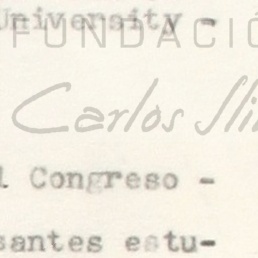 University -
FUNDACIÓ
Carlos Sli
l Congreso -
santes estu-